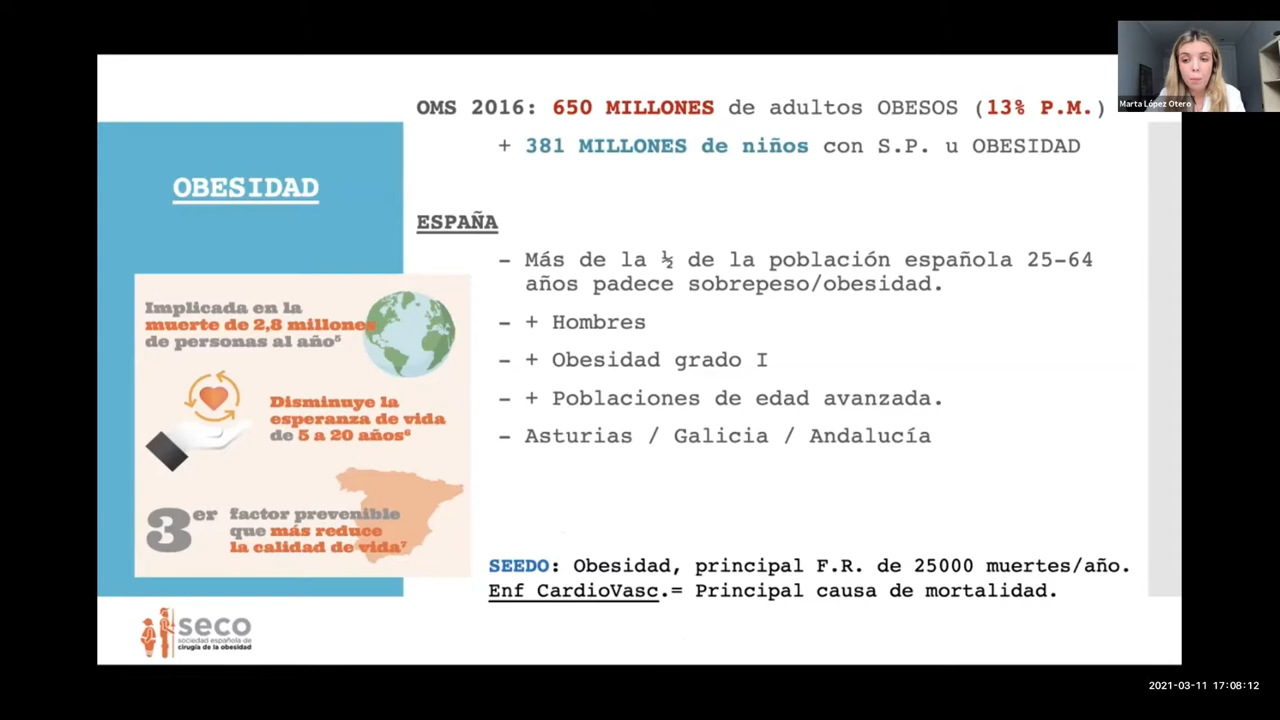 OMS 2016: 650 MILLONES de adultos OBESOS (13% P.M.)
+ 381 MILLONES de niños con S.P. u OBESIDAD
Marta López Otero
OBESIDAD
ESPAÑA
- Más de la ½ de la población española 25-64
años padece sobrepeso/obesidad.
- + Hombres
- + Obesidad grado I
- + Poblaciones de edad avanzada.
- Asturias / Galicia / Andalucía
Implicada en la
muerte de 2,8 millones
de personas al año⁵
Disminuye la
esperanza de vida
de 5 a 20 años⁶
3er factor prevenible
que más reduce
la calidad de vida⁷
SEEDO: Obesidad, principal F.R. de 25000 muertes/año.
Enf CardioVasc.= Principal causa de mortalidad.
seco
sociedad española de
cirugía de la obesidad
2021-03-11 17:08:12